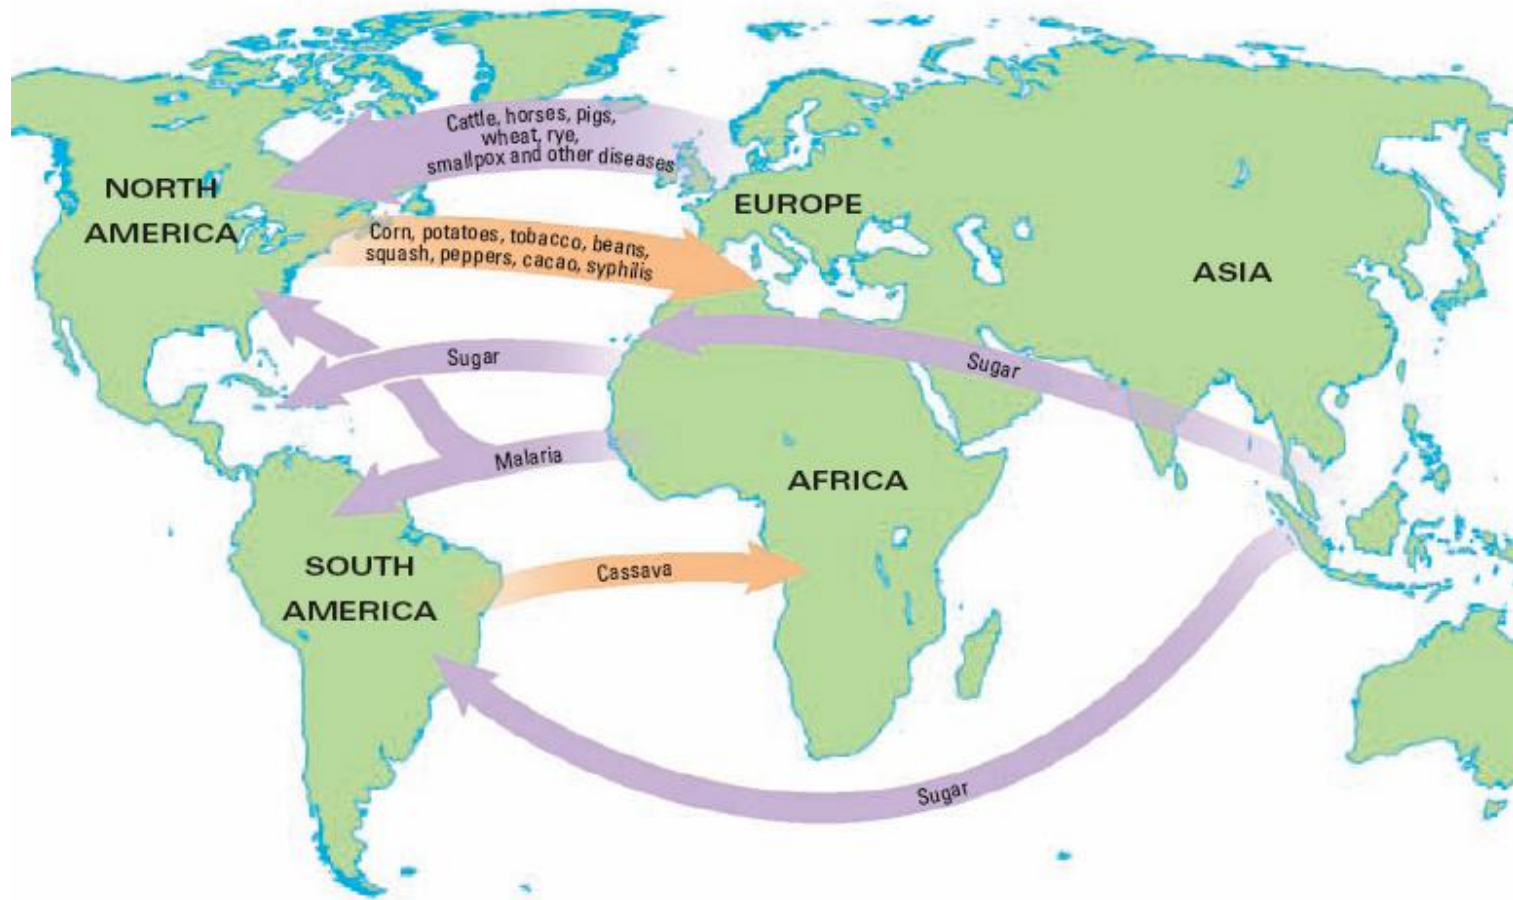 Cattle, horses, pigs,
wheat, rye,
smallpox and other diseases
NORTH
AMERICA
EUROPE
Corn, potatoes, tobacco, beans,
squash, peppers, cacao, syphilis
ASIA
Sugar
Sugar
Malaria
AFRICA
SOUTH
AMERICA
Cassava
Sugar